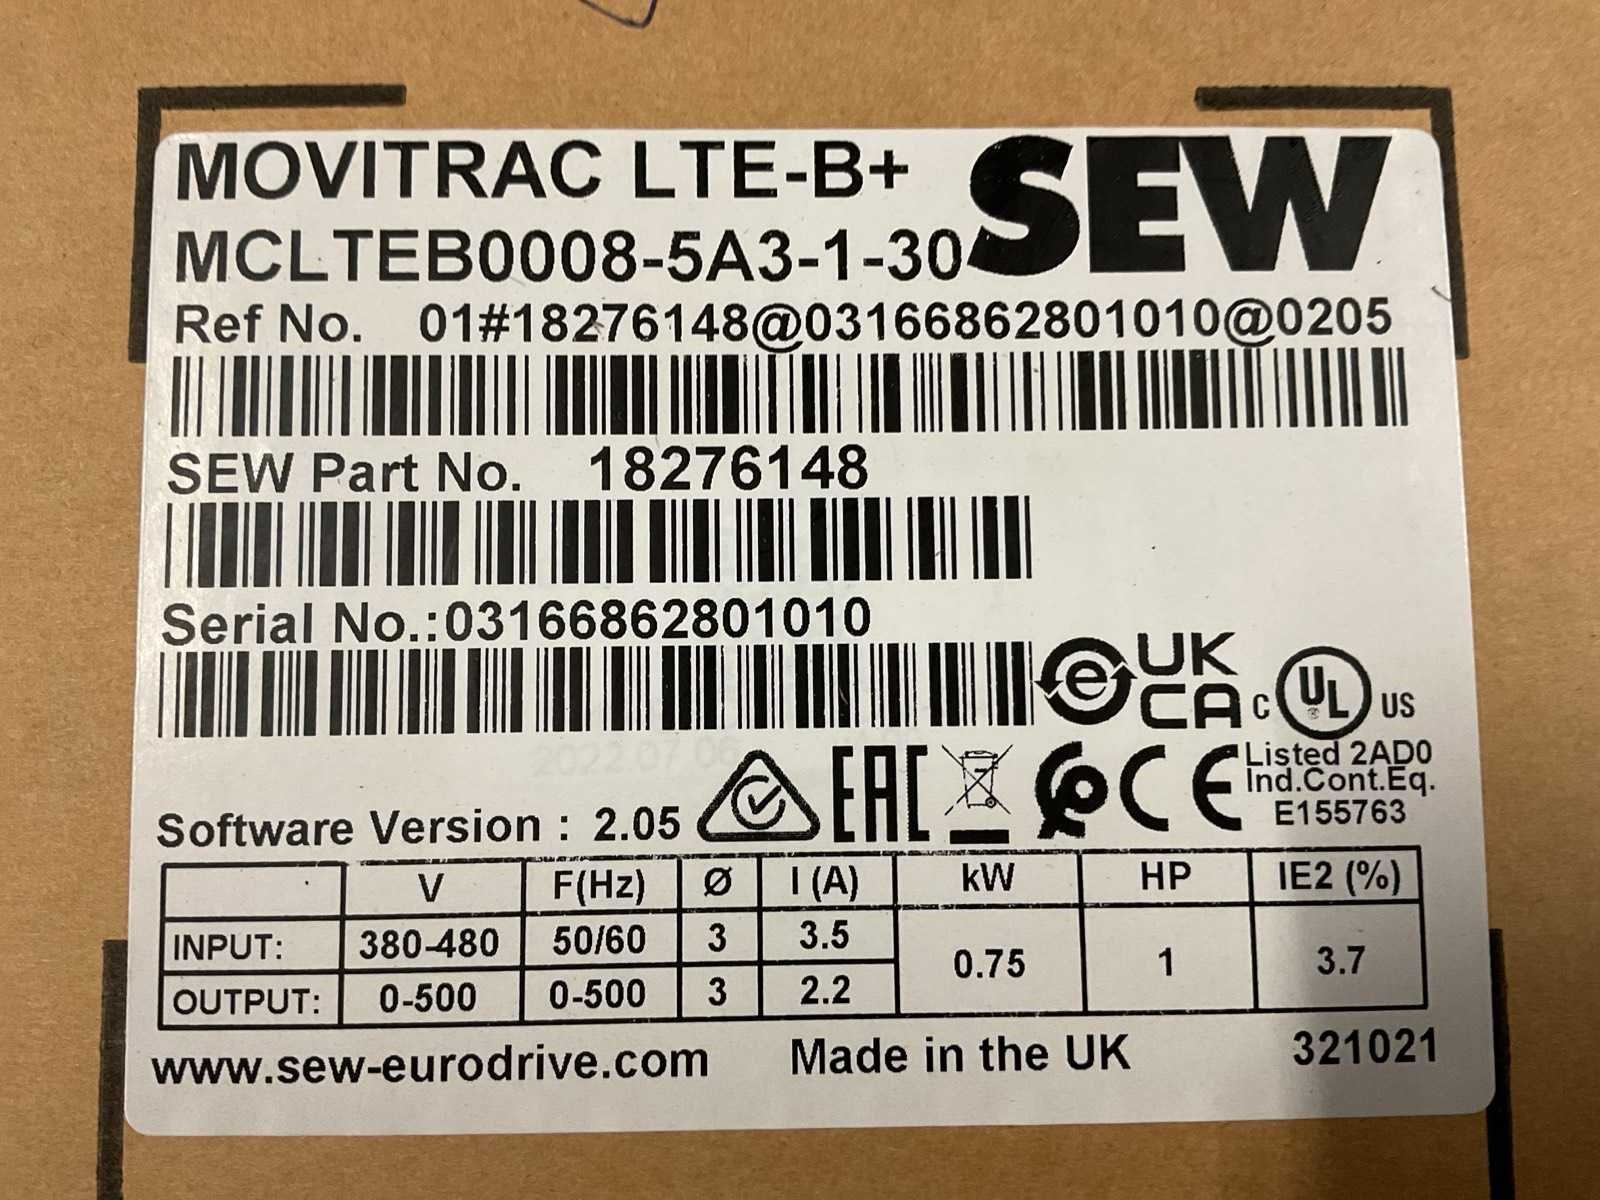 MOVITRAC LTE-B+
SEW
MCLTEB0008-5A3-1-30
Ref No. 01#18276148@03166862801010@0205
SEW Part No. 18276148
Serial No.:03166862801010
e
UK
CA
C UL US
2022.07.06
Listed 2AD0
Ind.Cont.Eq.
E155763
EAC
CE
Software Version : 2.05
V F(Hz) Ø I (A) kW HP IE2 (%)
INPUT: 380-480 50/60 3 3.5 0.75 1 3.7
OUTPUT: 0-500 0-500 3 2.2
www.sew-eurodrive.com Made in the UK 321021